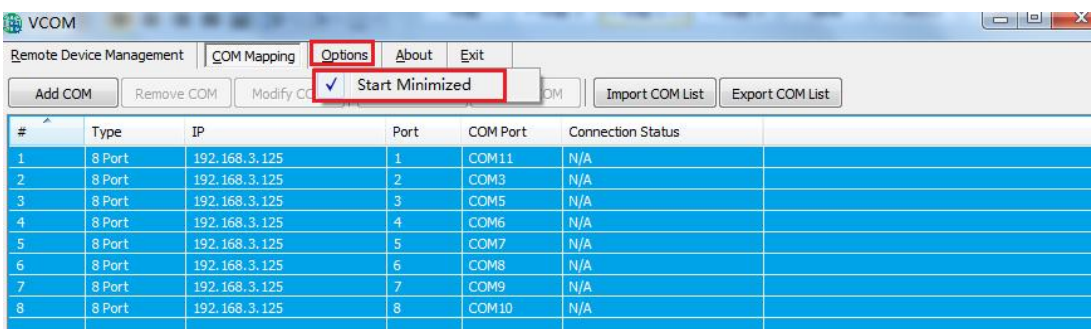 VCOM
Remote Device Management COM Mapping Options About Exit
Start Minimized
Add COM Remove COM Modify COM Import COM List Export COM List
# Type IP Port COM Port Connection Status
1 8 Port 192.168.3.125 1 COM11 N/A
2 8 Port 192.168.3.125 2 COM3 N/A
3 8 Port 192.168.3.125 3 COM5 N/A
4 8 Port 192.168.3.125 4 COM6 N/A
5 8 Port 192.168.3.125 5 COM7 N/A
6 8 Port 192.168.3.125 6 COM8 N/A
7 8 Port 192.168.3.125 7 COM9 N/A
8 8 Port 192.168.3.125 8 COM10 N/A